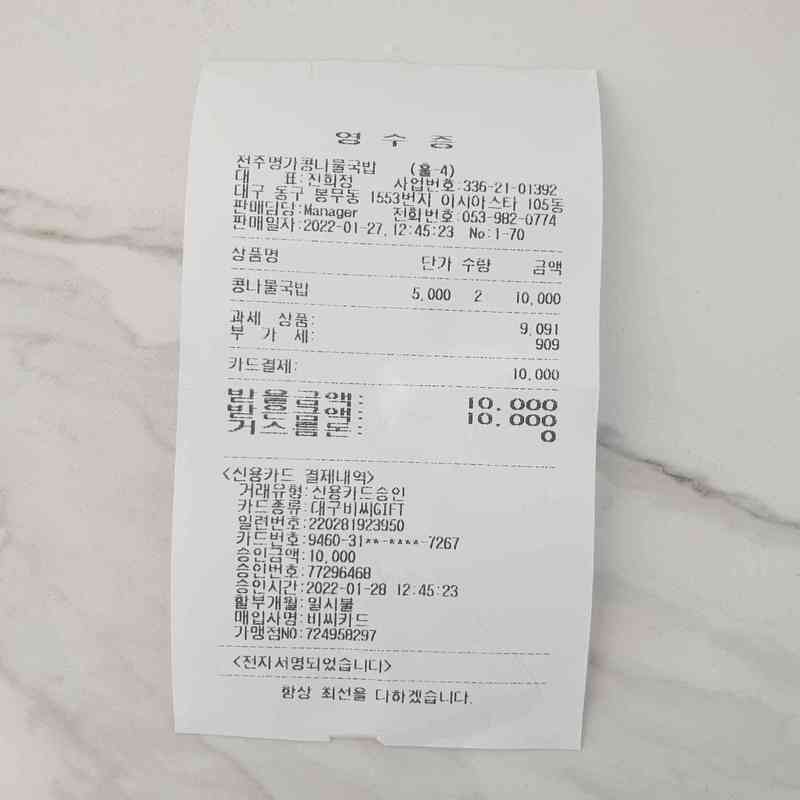 영 수 증
전주명가콩나물국밥 (홀-4)
대 표:진희정 사업번호:336-21-01392
대구 동구 봉무동 1553번지 이시아스타 105동
판매담당:Manager 전화번호:053-982-0774
판매일자:2022-01-27, 12:45:23 No:1-70
상품명 단가 수량 금액
콩나물국밥 5,000 2 10,000
과세 상품: 9,091
부 가 세: 909
카드결제: 10,000
받을금액: 10,000
받은금액: 10,000
거스름돈: 0
<신용카드 결제내역>
거래유형:신용카드승인
카드종류:대구비씨GIFT
일련번호:220281923950
카드번호:9460-31**-****-7267
승인금액:10,000
승인번호:77296468
승인시간:2022-01-28 12:45:23
할부개월:일시불
매입사명:비씨카드
가맹점NO:724958297
<전자서명되었습니다>
항상 최선을 다하겠습니다.